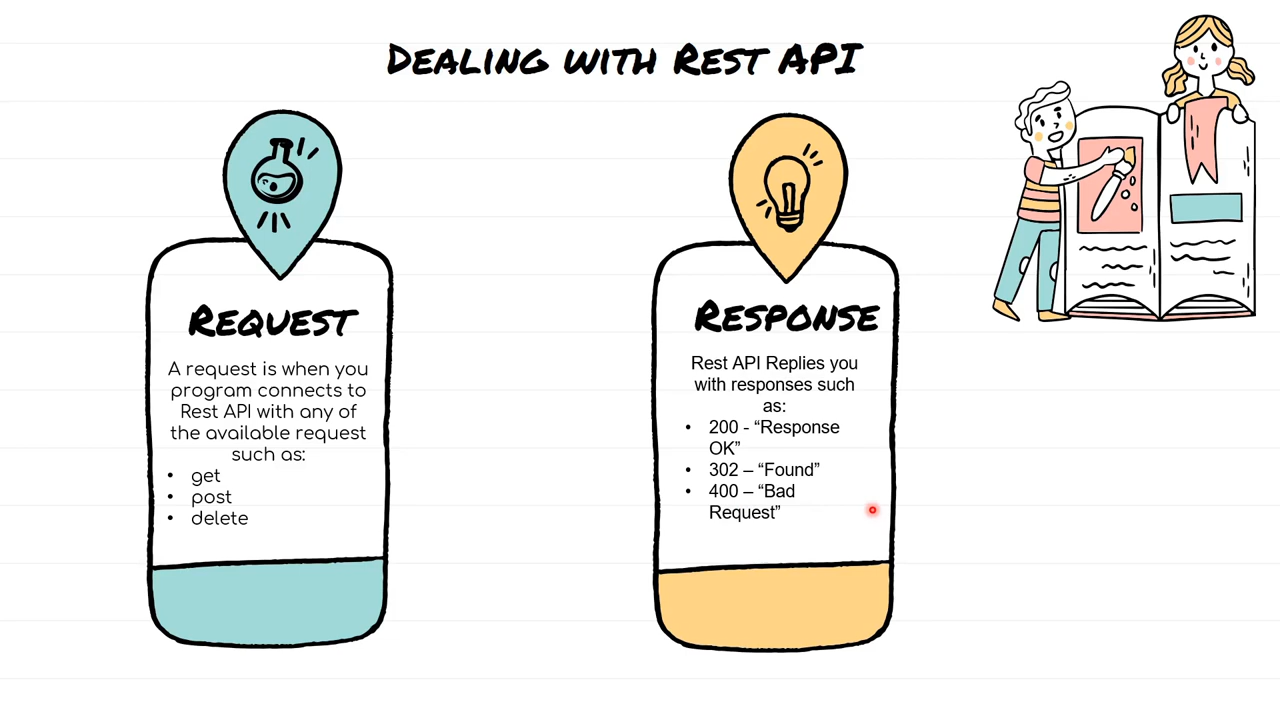 Dealing with Rest API
Request
A request is when you
program connects to
Rest API with any of
the available request
such as:
• get
• post
• delete
Response
Rest API Replies you
with responses such
as:
• 200 - “Response
OK”
• 302 – “Found”
• 400 – “Bad
Request”